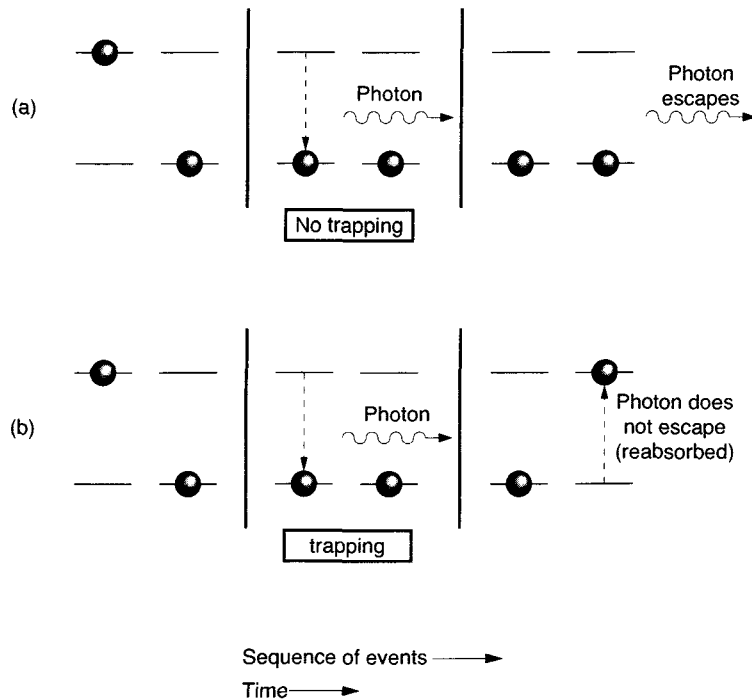 (a)
Photon
Photon
escapes
No trapping
(b)
Photon
Photon does
not escape
(reabsorbed)
trapping
Sequence of events
Time